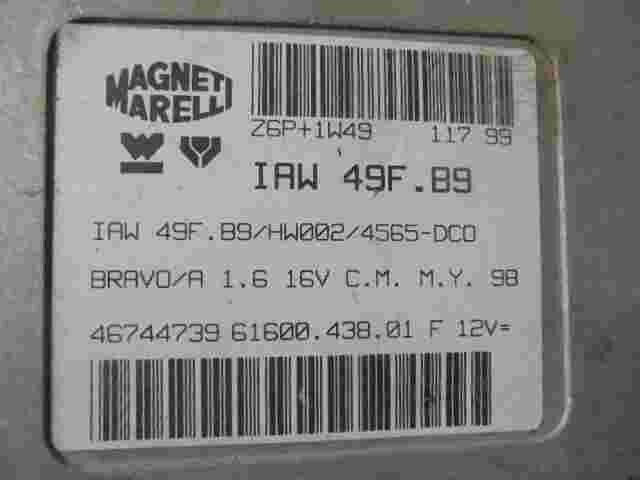 MAGNETI
MARELLI
Z6P+1W49 117 99
IAW 49F.B9
IAW 49F.B9/HW002/4565-DCO
BRAVO/A 1.6 16V C.M. M.Y. 98
46744739 61600.438.01 F 12V=